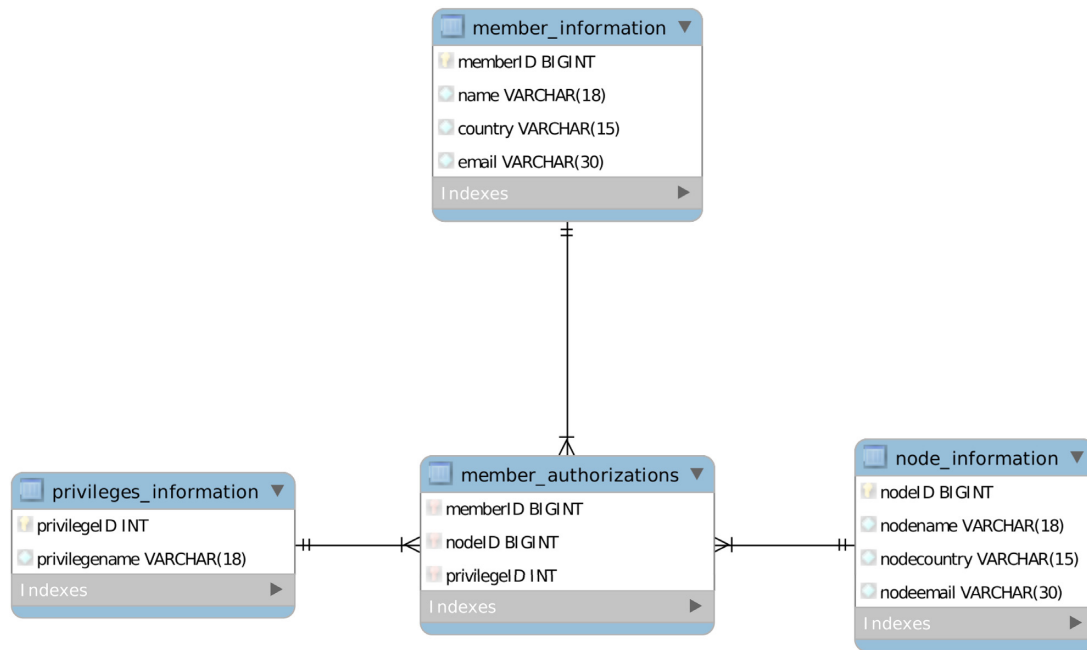 member_information
memberID BIGINT
name VARCHAR(18)
country VARCHAR(15)
email VARCHAR(30)
Indexes
privileges_information
privilegeID INT
privilegename VARCHAR(18)
Indexes
member_authorizations
memberID BIGINT
nodeID BIGINT
privilegeID INT
Indexes
node_information
nodeID BIGINT
nodename VARCHAR(18)
nodecountry VARCHAR(15)
nodeemail VARCHAR(30)
Indexes